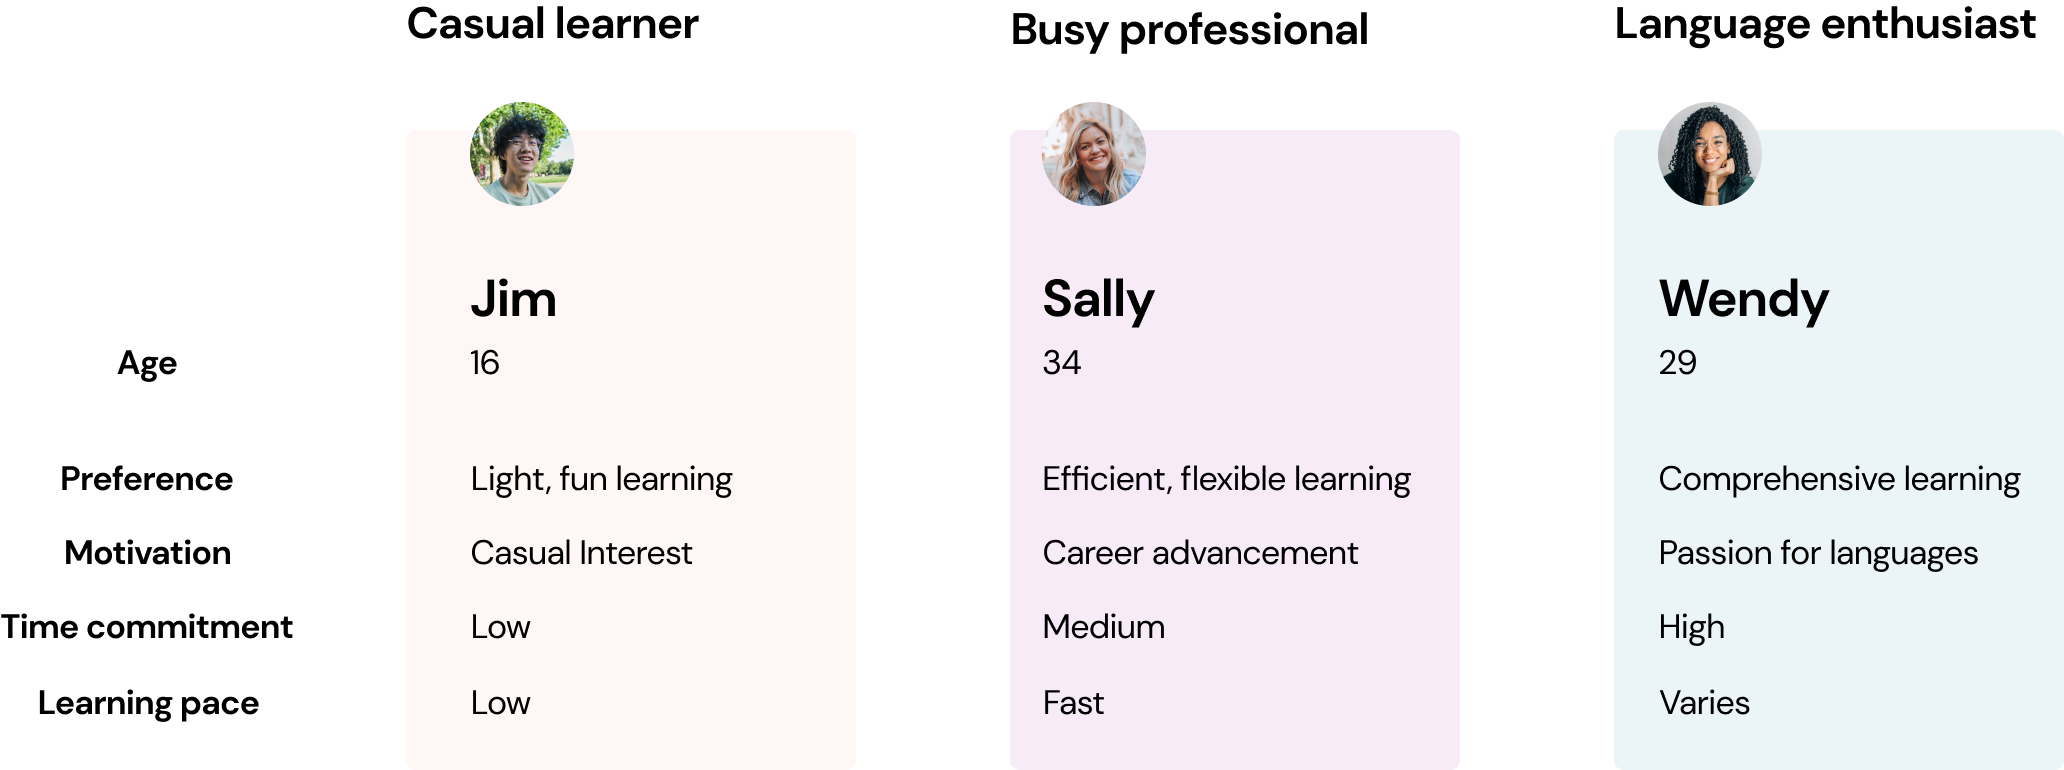 Casual learner
Busy professional
Language enthusiast
Jim
Sally
Wendy
Age
16
34
29
Preference
Light, fun learning
Efficient, flexible learning
Comprehensive learning
Motivation
Casual Interest
Career advancement
Passion for languages
Time commitment
Low
Medium
High
Learning pace
Low
Fast
Varies